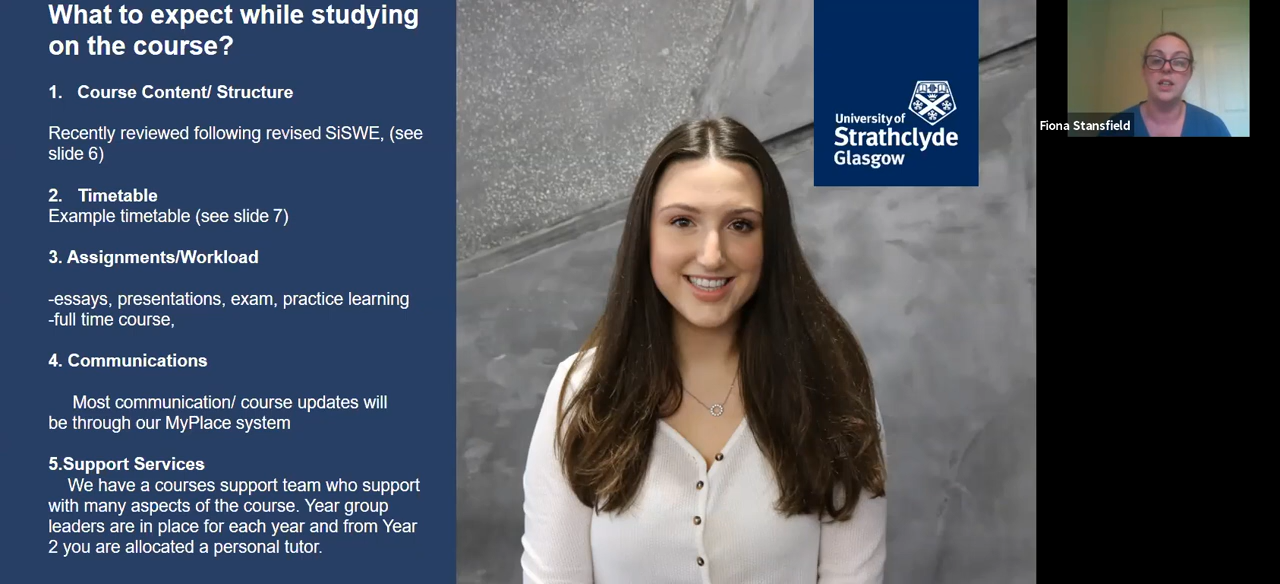 What to expect while studying
on the course?
1. Course Content/ Structure
Recently reviewed following revised SiSWE, (see
slide 6)
2. Timetable
Example timetable (see slide 7)
3. Assignments/Workload
-essays, presentations, exam, practice learning
-full time course,
4. Communications
Most communication/ course updates will
be through our MyPlace system
5.Support Services
We have a courses support team who support
with many aspects of the course. Year group
leaders are in place for each year and from Year
2 you are allocated a personal tutor.
University of
Strathclyde
Glasgow
Fiona Stansfield